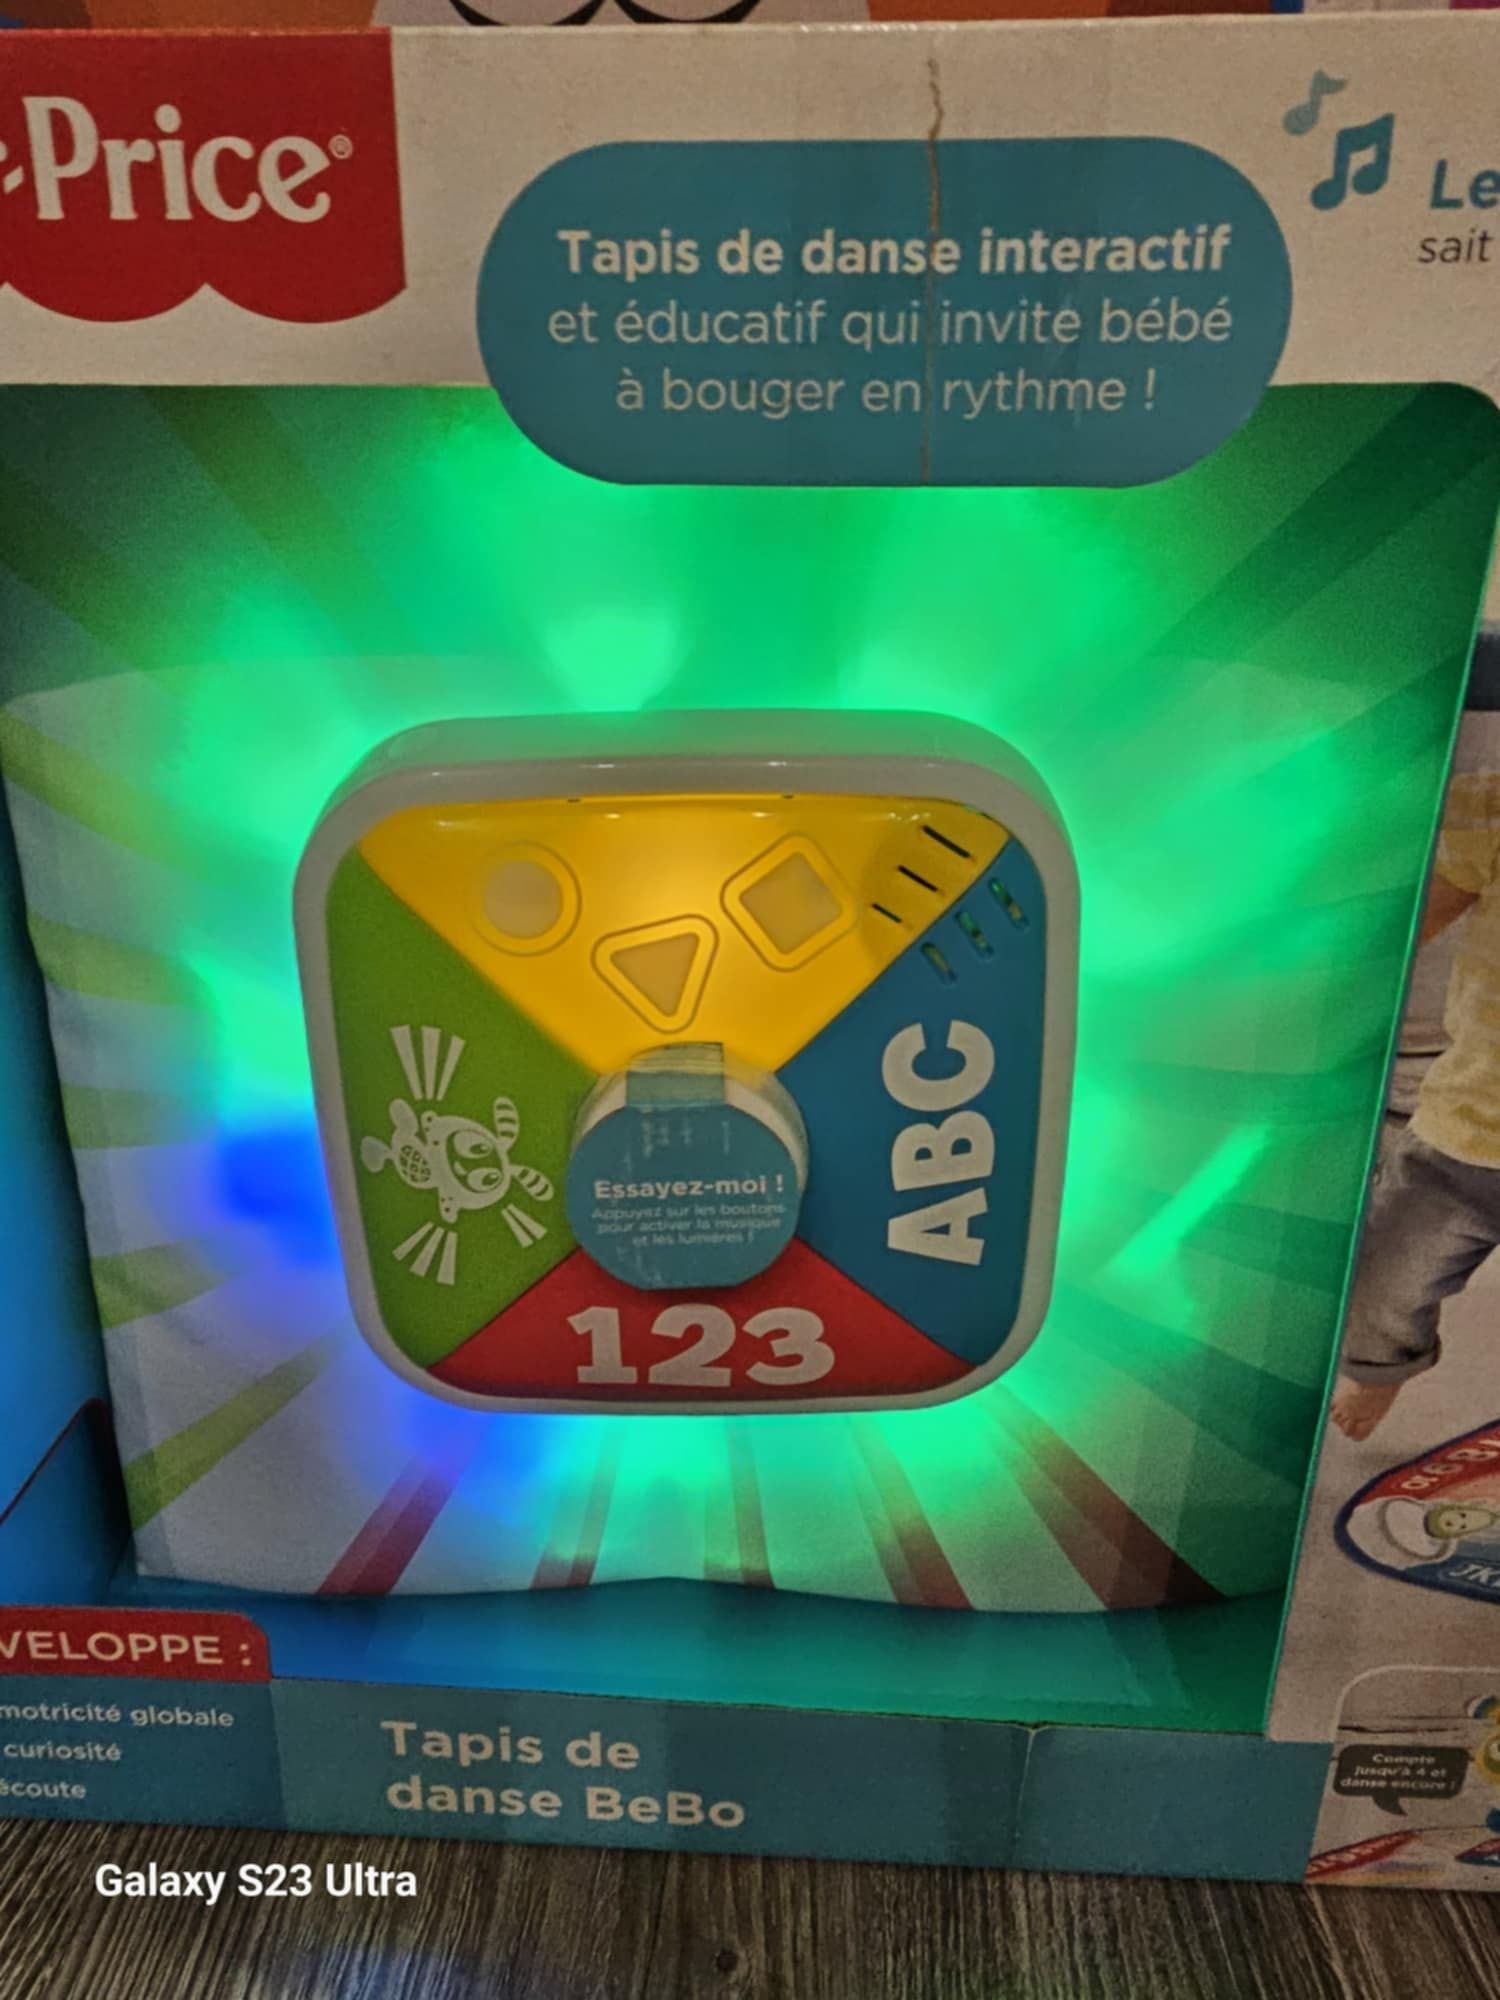 -Price®
Tapis de danse interactif
et éducatif qui invite bébé
à bouger en rythme !
Le
sait
ABC
Essayez-moi !
Appuyez sur les boutons
pour activer la musique
et les lumières !
123
VELOPPE :
motricité globale
curiosité
écoute
Tapis de
danse BeBo
Compte
jusqu'à 4 et
danse encore !
Galaxy S23 Ultra